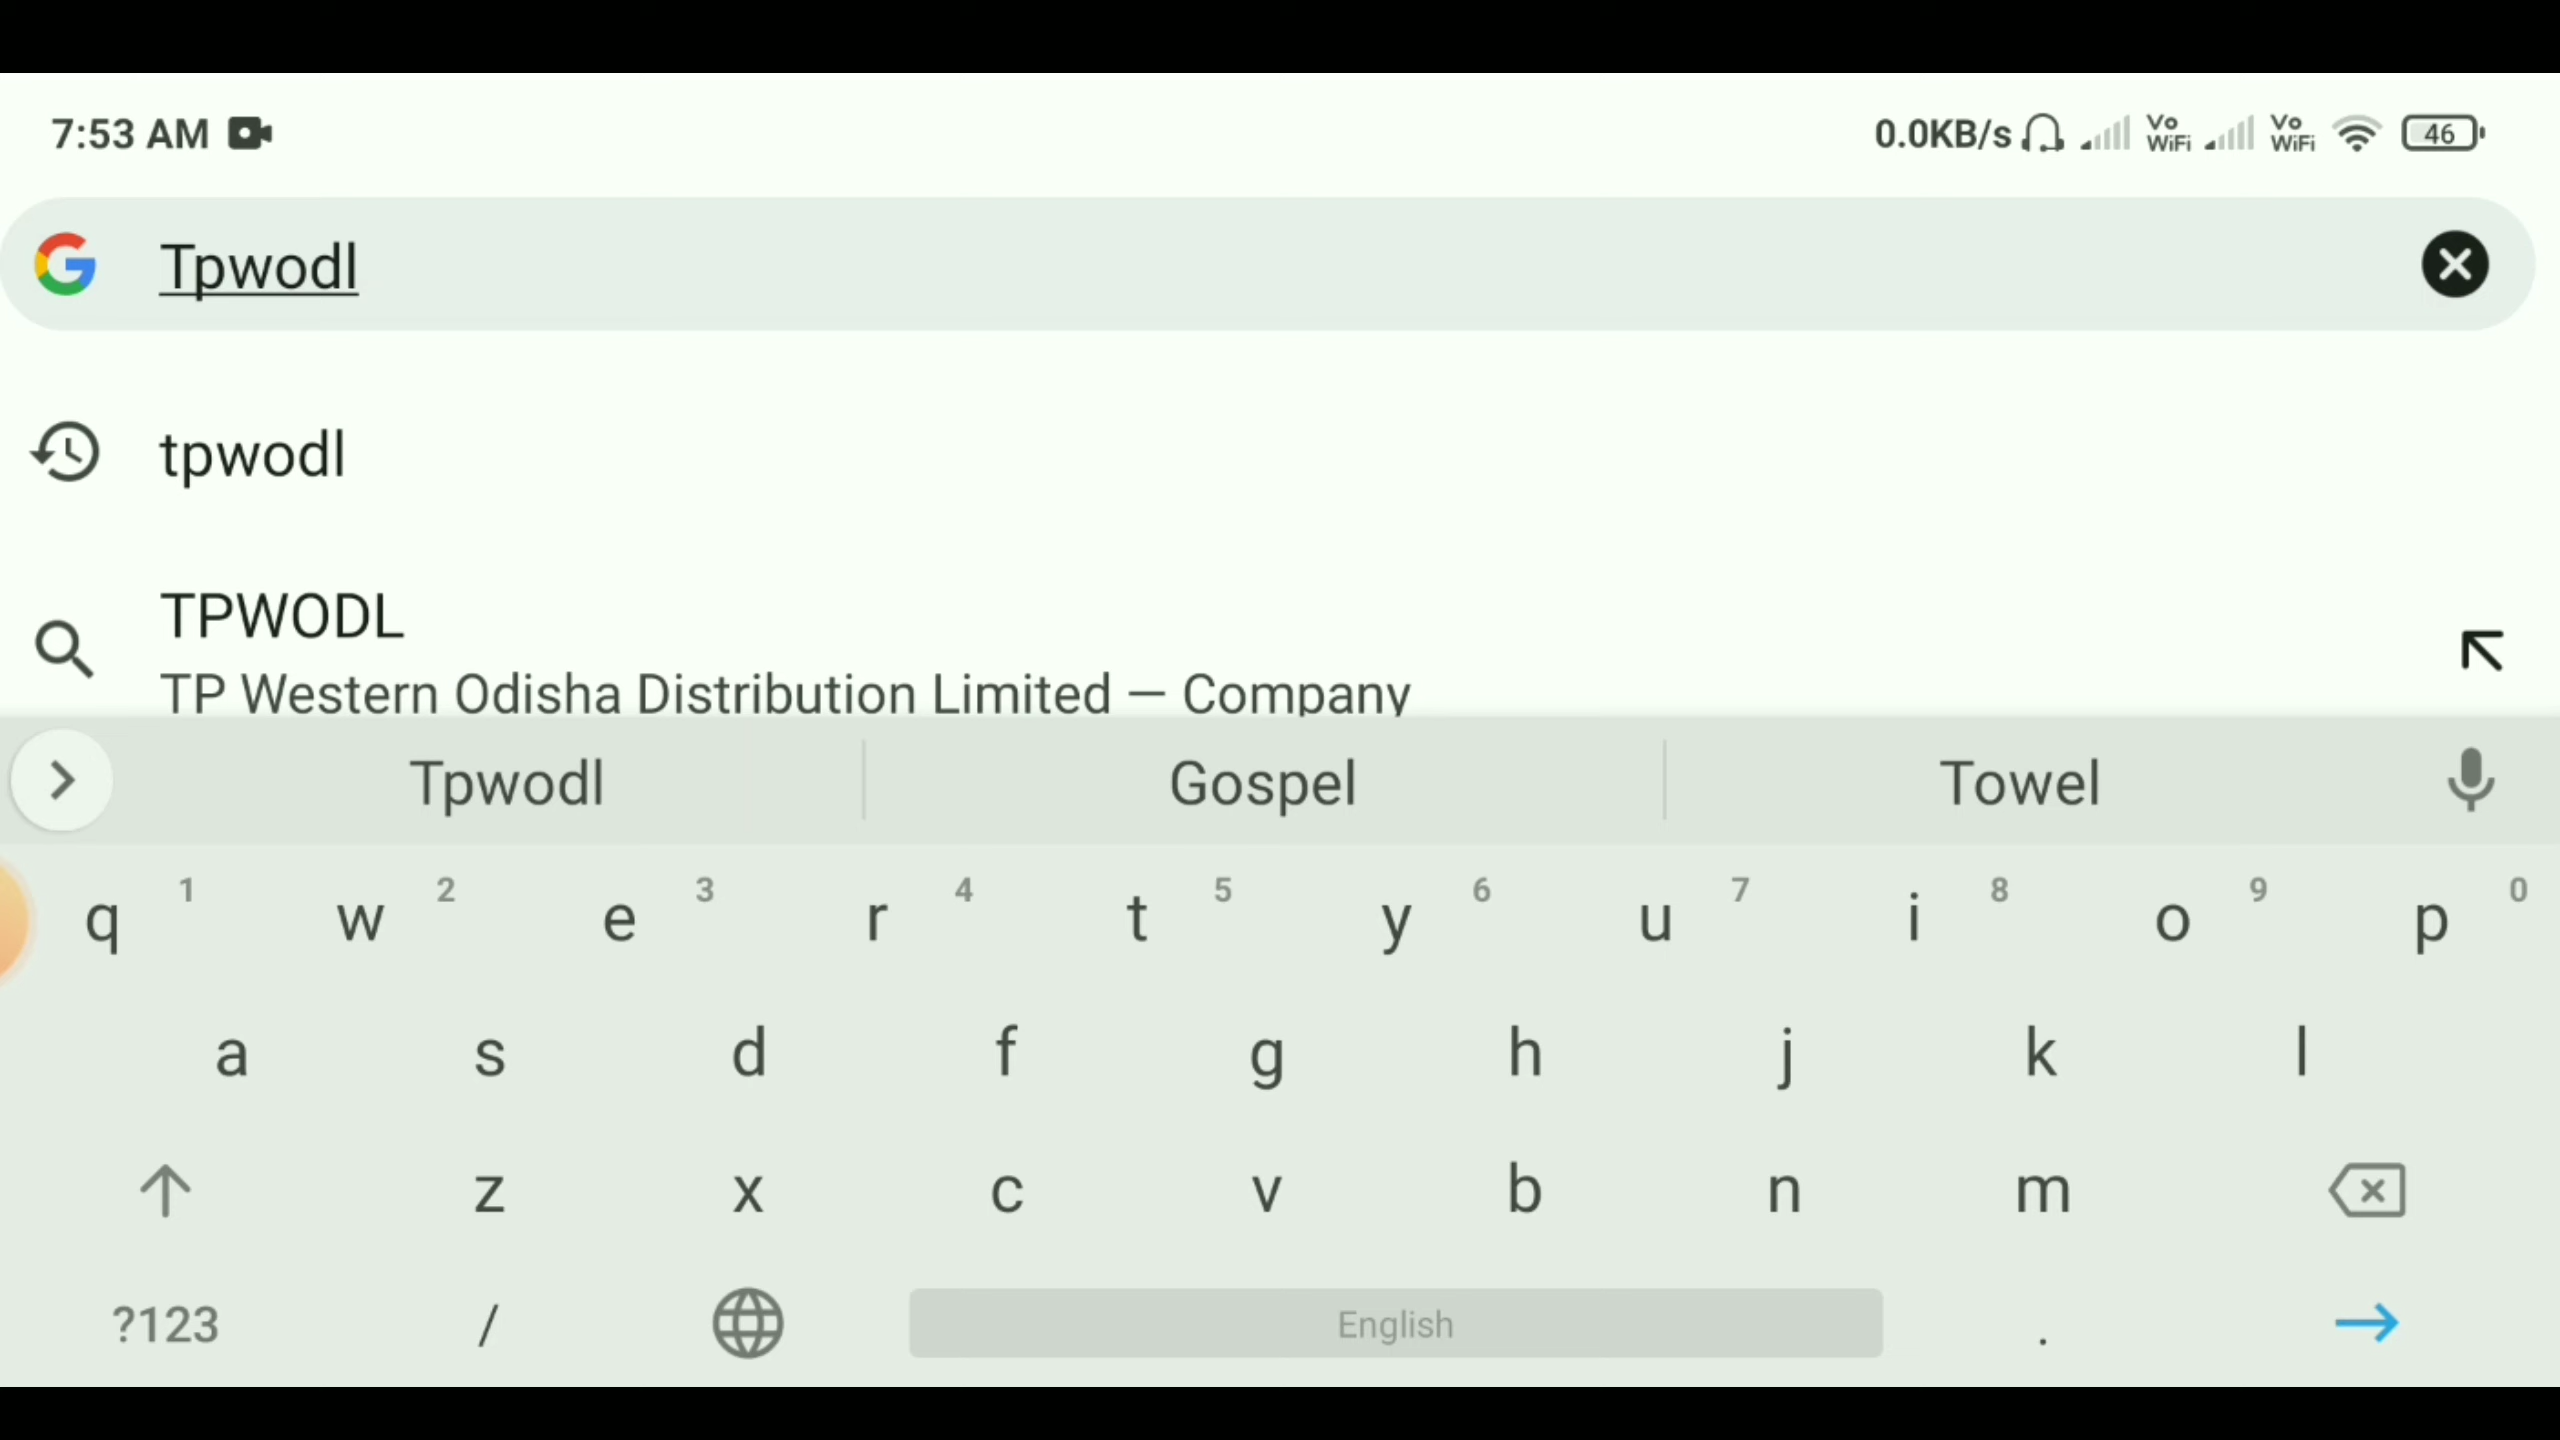 7:53 AM 0.0KB/s Vo WiFi Vo WiFi 46
Tpwodl
tpwodl
TPWODL
TP Western Odisha Distribution Limited — Company
Tpwodl Gospel Towel
q 1 w 2 e 3 r 4 t 5 y 6 u 7 i 8 o 9 p 0
a s d f g h j k l
z x c v b n m
?123 / English .